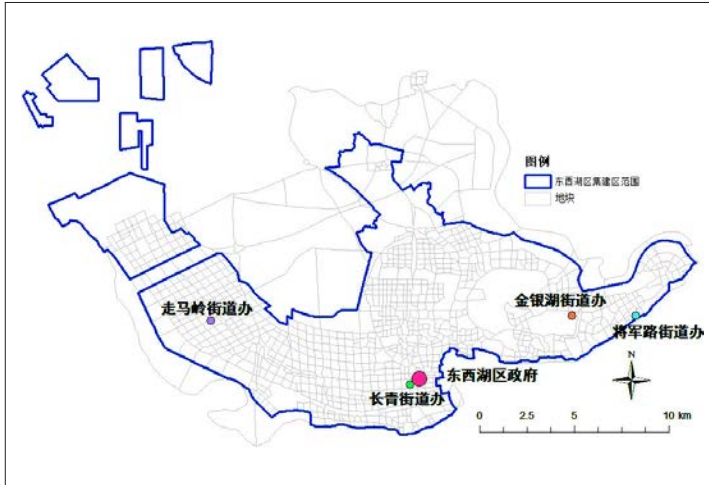 图例
东西湖区集建区范围
地块
走马岭街道办
金银湖街道办
将军路街道办
东西湖区政府
长青街道办
N
0 2.5 5 10 km